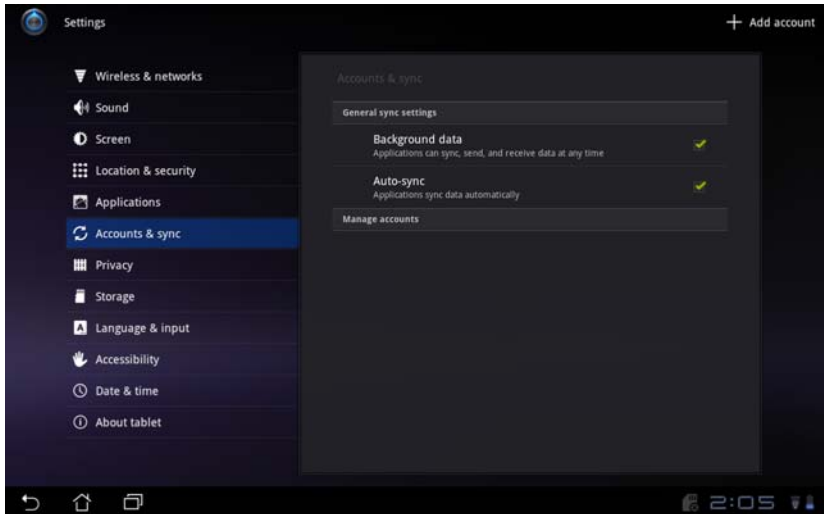 Settings
Add account
Wireless & networks
Sound
Screen
Location & security
Applications
Accounts & sync
Privacy
Storage
A Language & input
Accessibility
Date & time
About tablet
Accounts & sync
General sync settings
Background data
Applications can sync, send, and receive data at any time
Auto-sync
Applications sync data automatically
Manage accounts
2:05